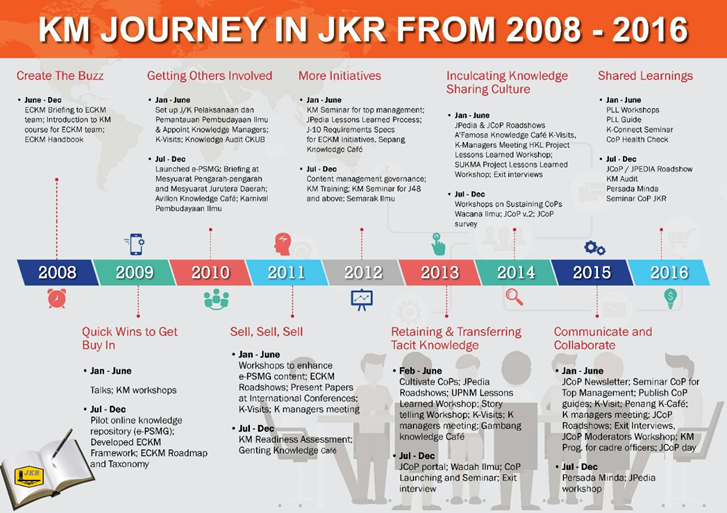 KM JOURNEY IN JKR FROM 2008 - 2016
Create The Buzz
• June - Dec
ECKM Briefing to ECKM
team; Introduction to KM
course for ECKM team;
ECKM Handbook
Getting Others Involved
• Jan - June
Set up J/K Pelaksanaan dan
Pemantauan Pembudayaan Ilmu
& Appoint Knowledge Managers;
K-Visits; Knowledge Audit CKUB
• Jul - Dec
Launched e-PSMG; Briefing at
Mesyuarat Pengarah-pengarah
and Mesyuarat Jurutera Daerah;
Avillon Knowledge Café; Karnival
Pembudayaan Ilmu
More Initiatives
• Jan - June
KM Seminar for top management;
JPedia Lessons Learned Process;
J-10 Requirements Specs
for ECKM Initiatives. Sepang
Knowledge Café
• Jul - Dec
Content management governance;
KM Training; KM Seminar for J48
and above; Semarak Ilmu
Inculcating Knowledge
Sharing Culture
• Jan - June
JPedia & JCoP Roadshows
A'Famosa Knowledge Café K-Visits,
K-Managers Meeting HKL Project
Lessons Learned Workshop;
SUKMA Project Lessons Learned
Workshop; Exit interviews
• Jul - Dec
Workshops on Sustaining CoPs
Wacana Ilmu; JCoP v.2; JCoP
survey
Shared Learnings
• Jan - June
PLL Workshops
PLL Guide
K-Connect Seminar
CoP Health Check
• Jul - Dec
JCoP / JPEDIA Roadshow
KM Audit
Persada Minda
Seminar CoP JKR
2008 2009 2010 2011 2012 2013 2014 2015 2016
Quick Wins to Get
Buy In
• Jan - June
Talks; KM workshops
• Jul - Dec
Pilot online knowledge
repository (e-PSMG);
Developed ECKM
Framework; ECKM Roadmap
and Taxonomy
Sell, Sell, Sell
• Jan - June
Workshops to enhance
e-PSMG content; ECKM
Roadshows; Present Papers
at International Conferences;
K-Visits; K managers meeting
• Jul - Dec
KM Readiness Assessment;
Genting Knowledge Café
Retaining & Transferring
Tacit Knowledge
• Feb - June
Cultivate CoPs; JPedia
Roadshows; UPNM Lessons
Learned Workshop; Story
telling Workshop; K-Visits; K
managers meeting; Gambang
knowledge Café
• Jul - Dec
JCoP portal; Wadah Ilmu; CoP
Launching and Seminar; Exit
interview
Communicate and
Collaborate
• Jan - June
JCoP Newsletter; Seminar CoP for
Top Management; Publish CoP
guides; K-Visit; Penang K-Café;
K managers meeting; JCoP
Roadshows; Exit Interviews,
JCoP Moderators Workshop; KM
Prog. for cadre officers; JCoP day
• Jul - Dec
Persada Minda; JPedia
workshop
JKR